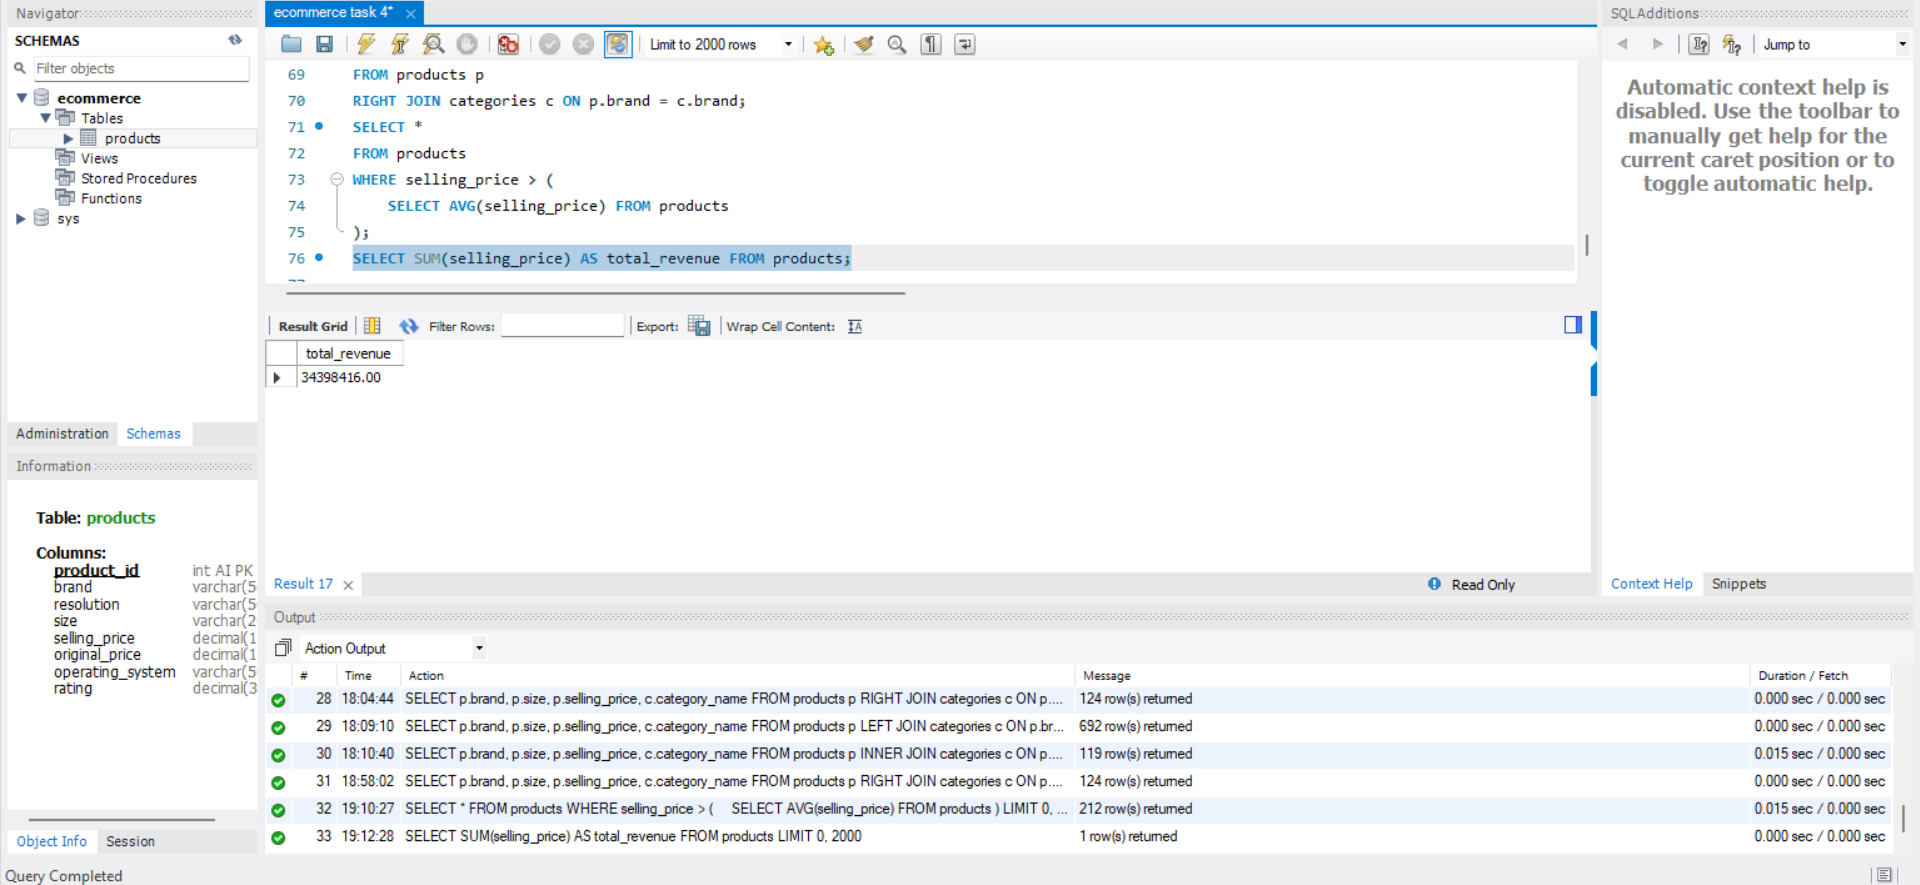 Navigator
SCHEMAS
Filter objects
ecommerce
Tables
products
Views
Stored Procedures
Functions
sys
Administration Schemas
Information
Table: products
Columns:
product_id int AI PK
brand varchar(5
resolution varchar(5
size varchar(2
selling_price decimal(1
original_price decimal(1
operating_system varchar(5
rating decimal(3
Object Info Session
Query Completed
ecommerce task 4*
Limit to 2000 rows
69 FROM products p
70 RIGHT JOIN categories c ON p.brand = c.brand;
71 SELECT *
72 FROM products
73 WHERE selling_price > (
74 SELECT AVG(selling_price) FROM products
75 );
76 SELECT SUM(selling_price) AS total_revenue FROM products;
Result Grid Filter Rows: Export: Wrap Cell Content:
total_revenue
34398416.00
Result 17
Read Only
Output
Action Output
# Time Action Message Duration / Fetch
28 18:04:44 SELECT p.brand, p.size, p.selling_price, c.category_name FROM products p RIGHT JOIN categories c ON p.... 124 row(s) returned 0.000 sec / 0.000 sec
29 18:09:10 SELECT p.brand, p.size, p.selling_price, c.category_name FROM products p LEFT JOIN categories c ON p.br... 692 row(s) returned 0.000 sec / 0.000 sec
30 18:10:40 SELECT p.brand, p.size, p.selling_price, c.category_name FROM products p INNER JOIN categories c ON p.... 119 row(s) returned 0.015 sec / 0.000 sec
31 18:58:02 SELECT p.brand, p.size, p.selling_price, c.category_name FROM products p RIGHT JOIN categories c ON p.... 124 row(s) returned 0.000 sec / 0.000 sec
32 19:10:27 SELECT * FROM products WHERE selling_price > ( SELECT AVG(selling_price) FROM products ) LIMIT 0, ... 212 row(s) returned 0.015 sec / 0.000 sec
33 19:12:28 SELECT SUM(selling_price) AS total_revenue FROM products LIMIT 0, 2000 1 row(s) returned 0.000 sec / 0.000 sec
SQLAdditions
Jump to
Automatic context help is
disabled. Use the toolbar to
manually get help for the
current caret position or to
toggle automatic help.
Context Help Snippets